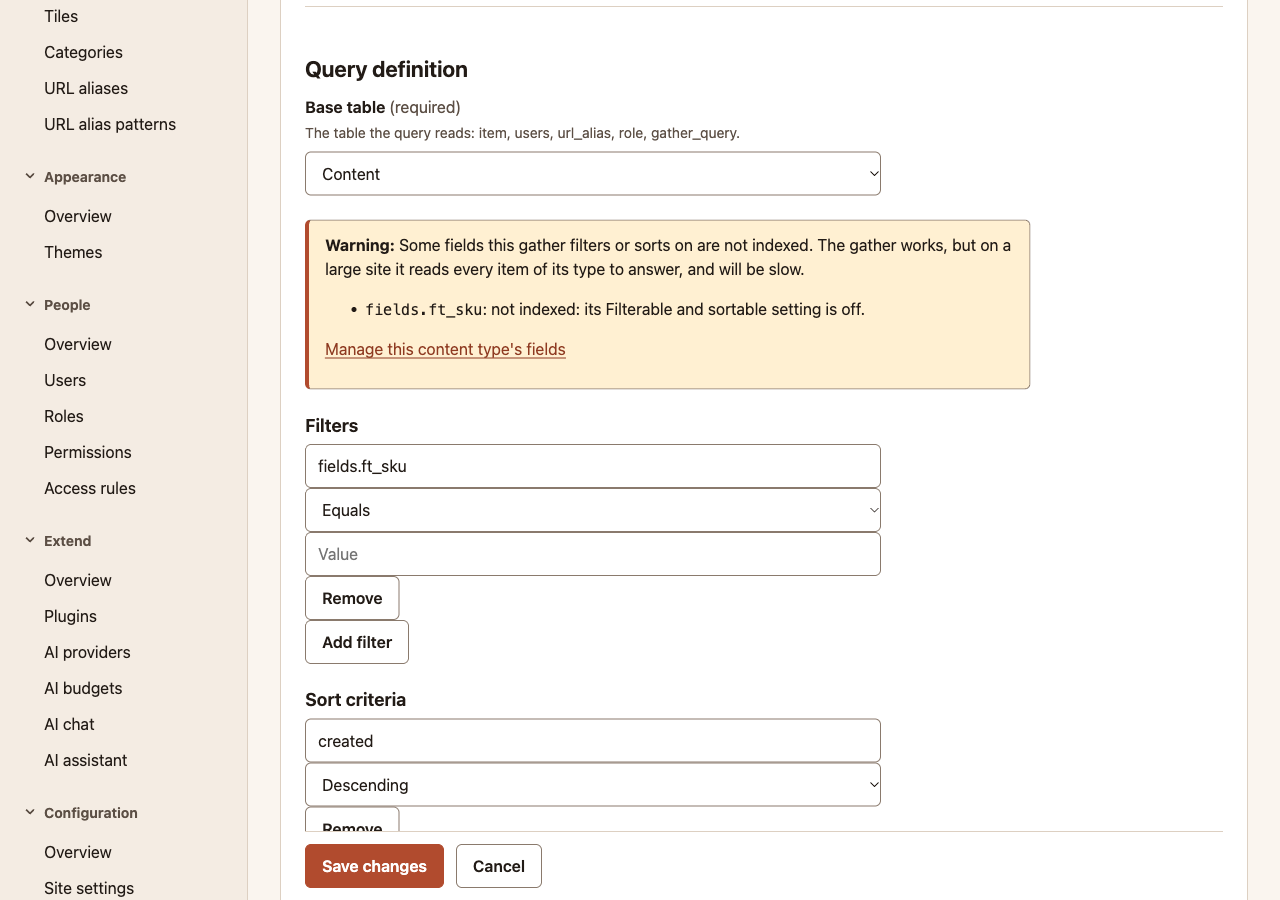 Tiles
Categories
URL aliases
URL alias patterns
Appearance
Overview
Themes
People
Overview
Users
Roles
Permissions
Access rules
Extend
Overview
Plugins
AI providers
AI budgets
AI chat
AI assistant
Configuration
Overview
Site settings
Query definition
Base table (required)
The table the query reads: item, users, url_alias, role, gather_query.
Content
Warning: Some fields this gather filters or sorts on are not indexed. The gather works, but on a
large site it reads every item of its type to answer, and will be slow.
• fields.ft_sku: not indexed: its Filterable and sortable setting is off.
Manage this content type's fields
Filters
fields.ft_sku
Equals
Value
Remove
Add filter
Sort criteria
created
Descending
Remove
Save changes
Cancel